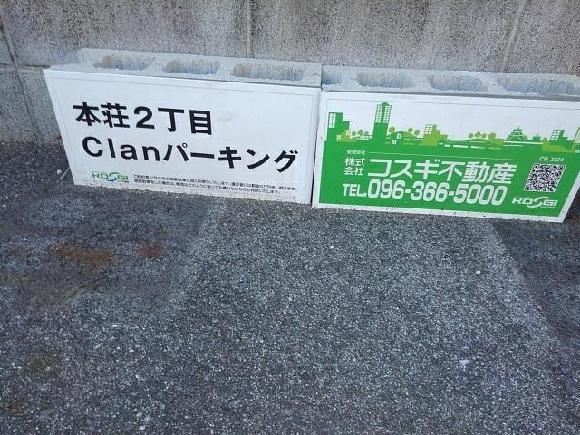 本荘2丁目
Clanパーキング
KOSUGI
株式会社
コスギ不動産
TEL.096-366-5000
KOSUGI